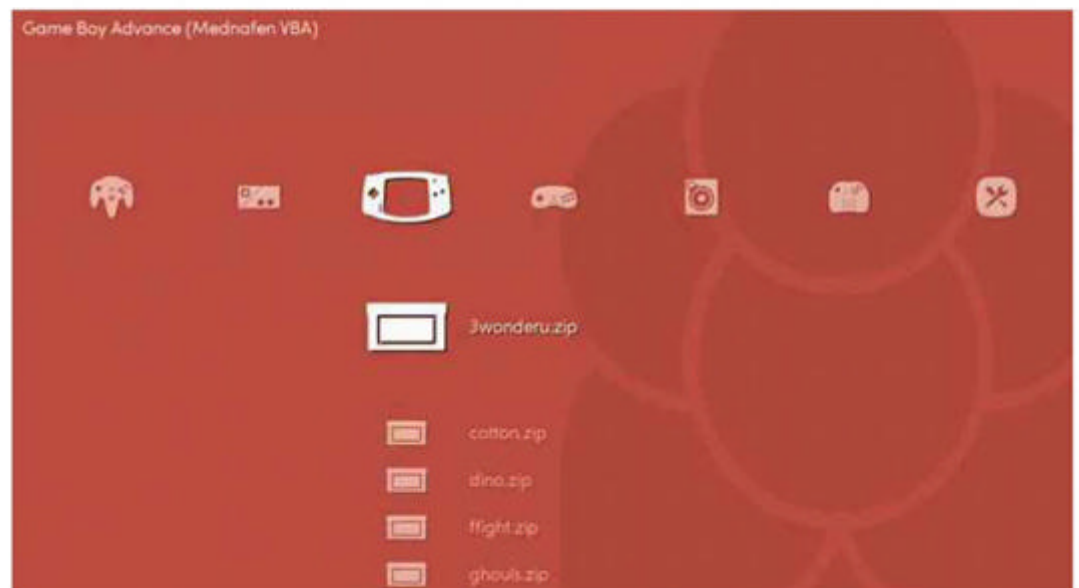 Game Boy Advance (Mednafen VBA)
3wonderu.zip
cotton.zip
dino.zip
ffight.zip
ghouls.zip